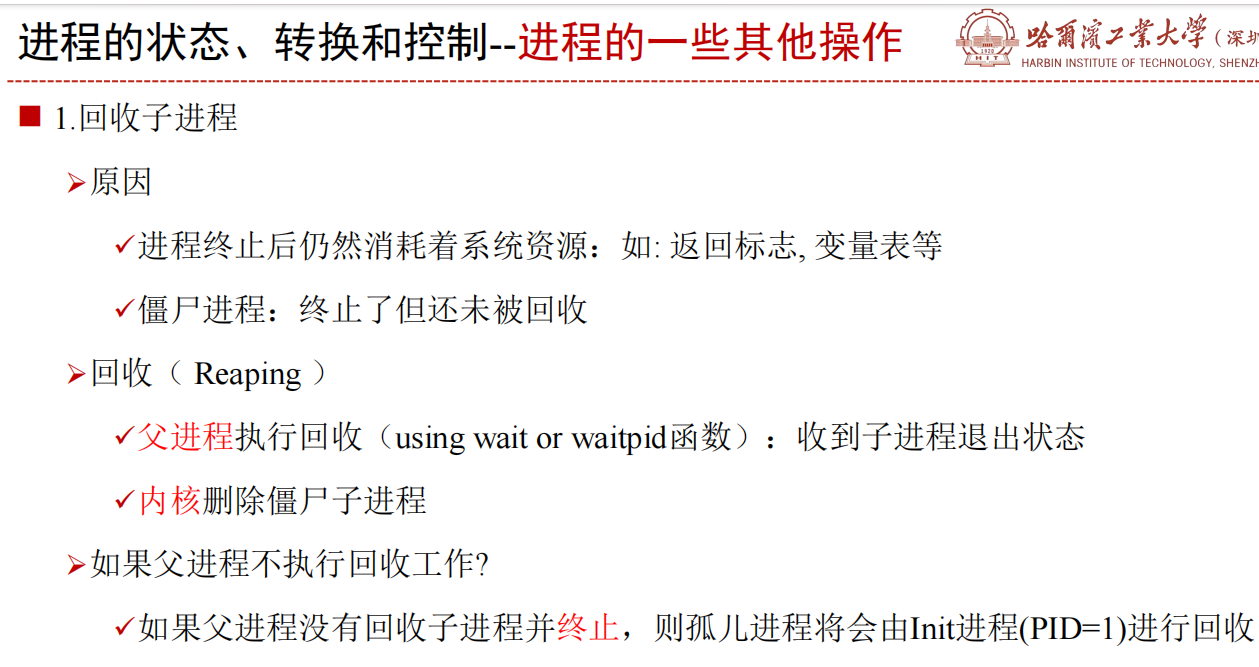 进程的状态、转换和控制--进程的一些其他操作
1920
HIT
哈爾濱工業大學(深圳
HARBIN INSTITUTE OF TECHNOLOGY, SHENZH
1.回收子进程
原因
进程终止后仍然消耗着系统资源：如: 返回标志, 变量表等
僵尸进程：终止了但还未被回收
回收（ Reaping ）
父进程执行回收（using wait or waitpid函数）：收到子进程退出状态
内核删除僵尸子进程
如果父进程不执行回收工作?
如果父进程没有回收子进程并终止，则孤儿进程将会由Init进程(PID=1)进行回收